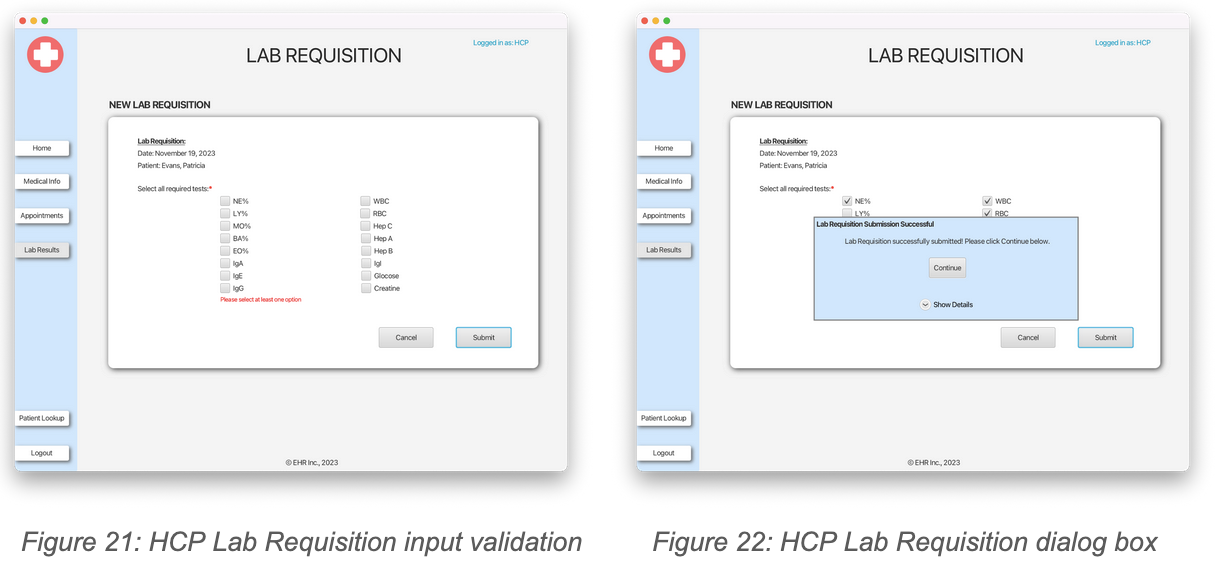 Logged in as: HCP
LAB REQUISITION
NEW LAB REQUISITION
Lab Requisition:
Date: November 19, 2023
Patient: Evans, Patricia
Select all required tests:*
NE% WBC
LY% RBC
MO% Hep C
BA% Hep A
EO% Hep B
IgA IgI
IgE Glocose
IgG Creatine
Please select at least one option
Cancel Submit
Home
Medical Info
Appointments
Lab Results
Patient Lookup
Logout
© EHR Inc., 2023
Figure 21: HCP Lab Requisition input validation
Logged in as: HCP
LAB REQUISITION
NEW LAB REQUISITION
Lab Requisition:
Date: November 19, 2023
Patient: Evans, Patricia
Select all required tests:*
NE% WBC
LY% RBC
Lab Requisition Submission Successful
Lab Requisition successfully submitted! Please click Continue below.
Continue
Show Details
Cancel Submit
Home
Medical Info
Appointments
Lab Results
Patient Lookup
Logout
© EHR Inc., 2023
Figure 22: HCP Lab Requisition dialog box